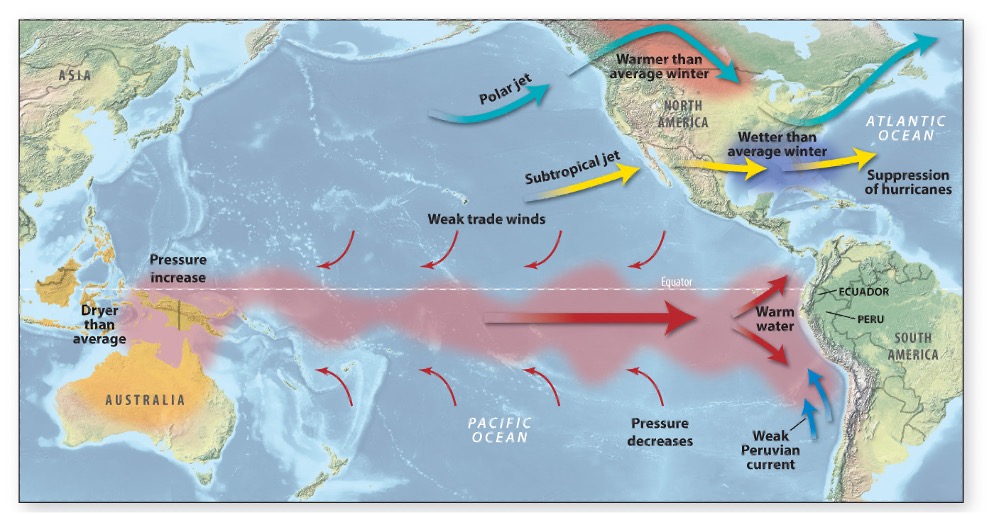 ASIA
Polar jet
Warmer than
average winter
NORTH
AMERICA
ATLANTIC
OCEAN
Wetter than
average winter
Subtropical jet
Suppression
of hurricanes
Weak trade winds
Pressure
increase
Equator
ECUADOR
PERU
Dryer
than
average
Warm
water
SOUTH
AMERICA
AUSTRALIA
PACIFIC
OCEAN
Pressure
decreases
Weak
Peruvian
current